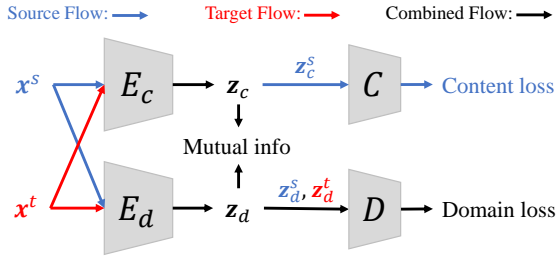 Source Flow: Target Flow: Combined Flow:
x^s E_c z_c z_c^s C Content loss
Mutual info
x^t E_d z_d z_d^s, z_d^t D Domain loss